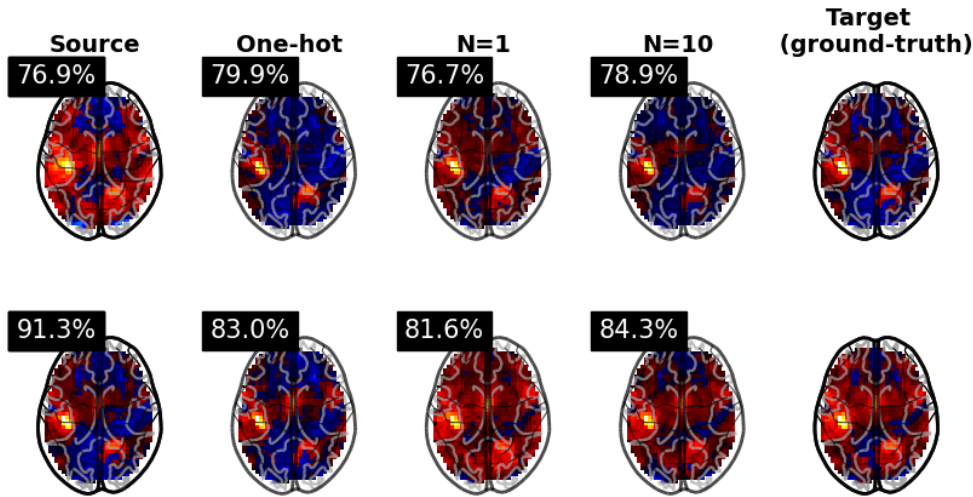 Source One-hot N=1 N=10 Target
(ground-truth)
76.9% 79.9% 76.7% 78.9%
91.3% 83.0% 81.6% 84.3%